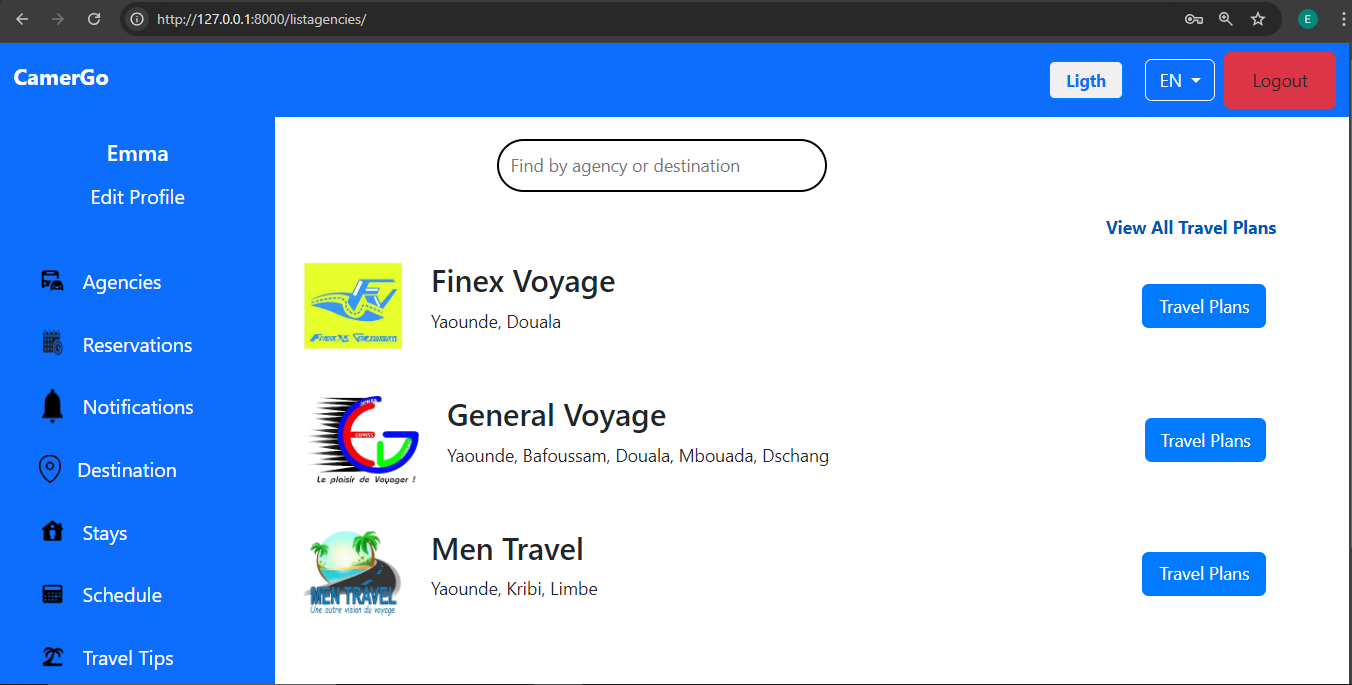 http://127.0.0.1:8000/listagencies/
E
CamerGo
Ligth
EN
Logout
Emma
Edit Profile
Agencies
Reservations
Notifications
Destination
Stays
Schedule
Travel Tips
Find by agency or destination
View All Travel Plans
Finex Voyage
Yaounde, Douala
Travel Plans
General Voyage
Le plaisir de Voyager !
Yaounde, Bafoussam, Douala, Mbouada, Dschang
Travel Plans
MEN TRAVEL
Une autre vision du voyage
Men Travel
Yaounde, Kribi, Limbe
Travel Plans